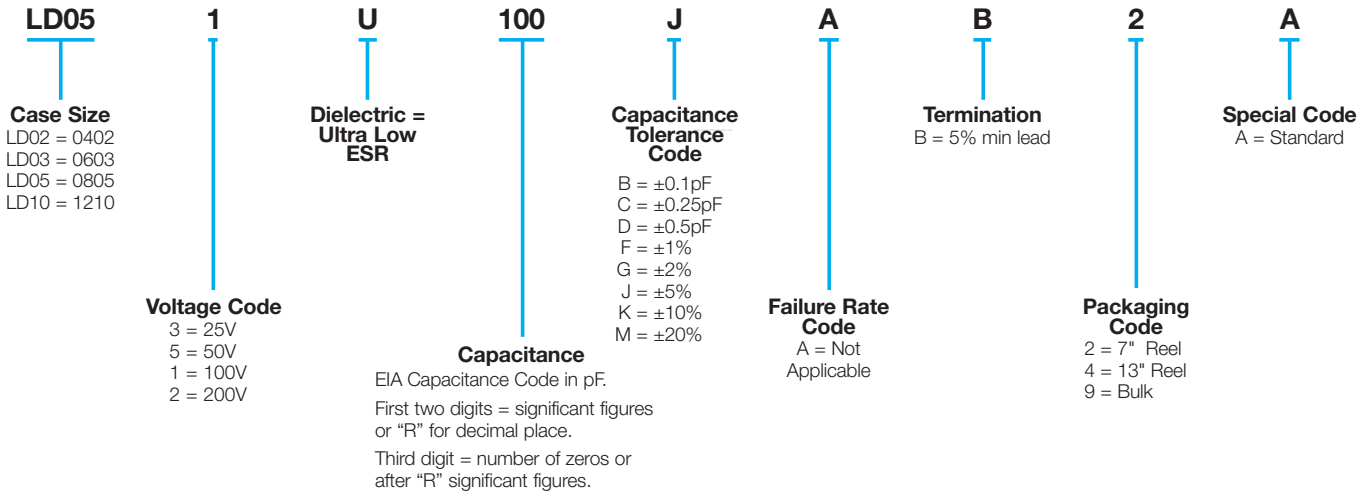 LD05 1 U 100 J A B 2 A
Case Size
LD02 = 0402
LD03 = 0603
LD05 = 0805
LD10 = 1210
Voltage Code
3 = 25V
5 = 50V
1 = 100V
2 = 200V
Dielectric =
Ultra Low
ESR
Capacitance
EIA Capacitance Code in pF.
First two digits = significant figures
or “R” for decimal place.
Third digit = number of zeros or
after “R” significant figures.
Capacitance
Tolerance
Code
B = ±0.1pF
C = ±0.25pF
D = ±0.5pF
F = ±1%
G = ±2%
J = ±5%
K = ±10%
M = ±20%
Failure Rate
Code
A = Not
Applicable
Termination
B = 5% min lead
Packaging
Code
2 = 7" Reel
4 = 13" Reel
9 = Bulk
Special Code
A = Standard